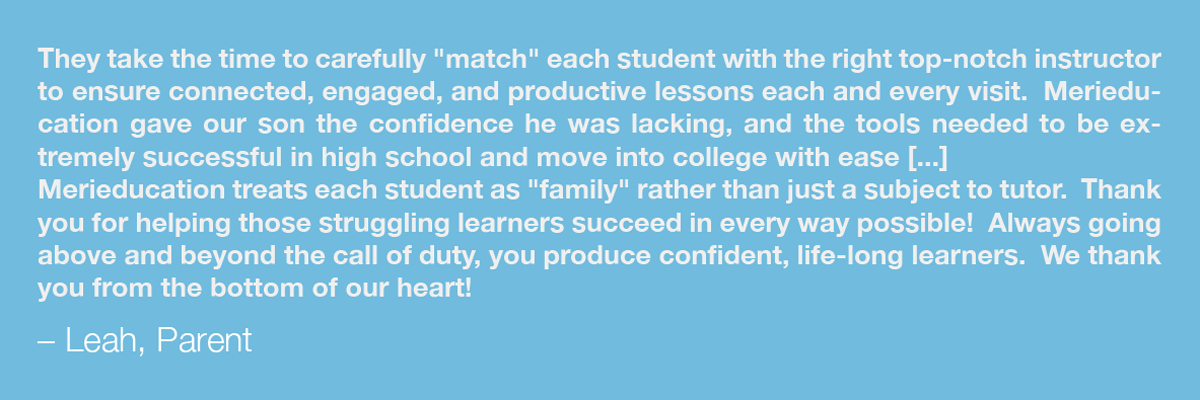 They take the time to carefully "match" each student with the right top-notch instructor
to ensure connected, engaged, and productive lessons each and every visit.  Meriedu-
cation gave our son the confidence he was lacking, and the tools needed to be ex-
tremely successful in high school and move into college with ease [...]
Merieducation treats each student as "family" rather than just a subject to tutor.  Thank
you for helping those struggling learners succeed in every way possible!  Always going
above and beyond the call of duty, you produce confident, life-long learners.  We thank
you from the bottom of our heart!
– Leah, Parent